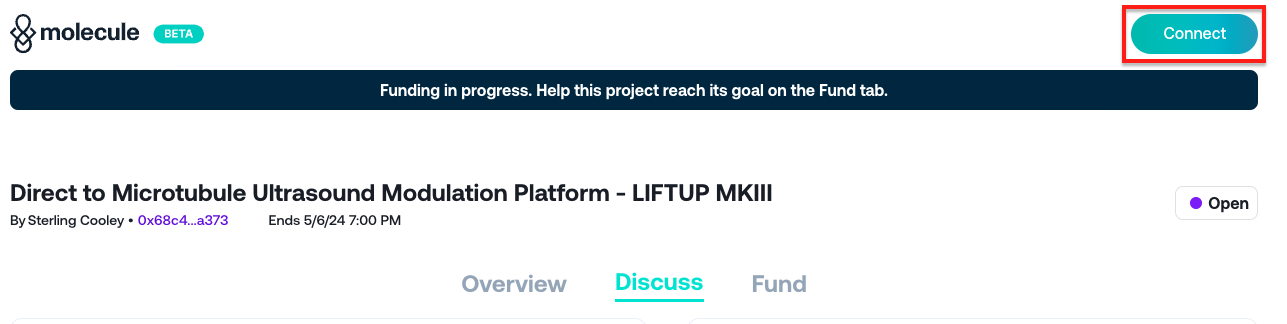 molecule BETA
Connect
Funding in progress. Help this project reach its goal on the Fund tab.
Direct to Microtubule Ultrasound Modulation Platform - LIFTUP MKIII
By Sterling Cooley • 0x68c4...a373 Ends 5/6/24 7:00 PM
Open
Overview Discuss Fund